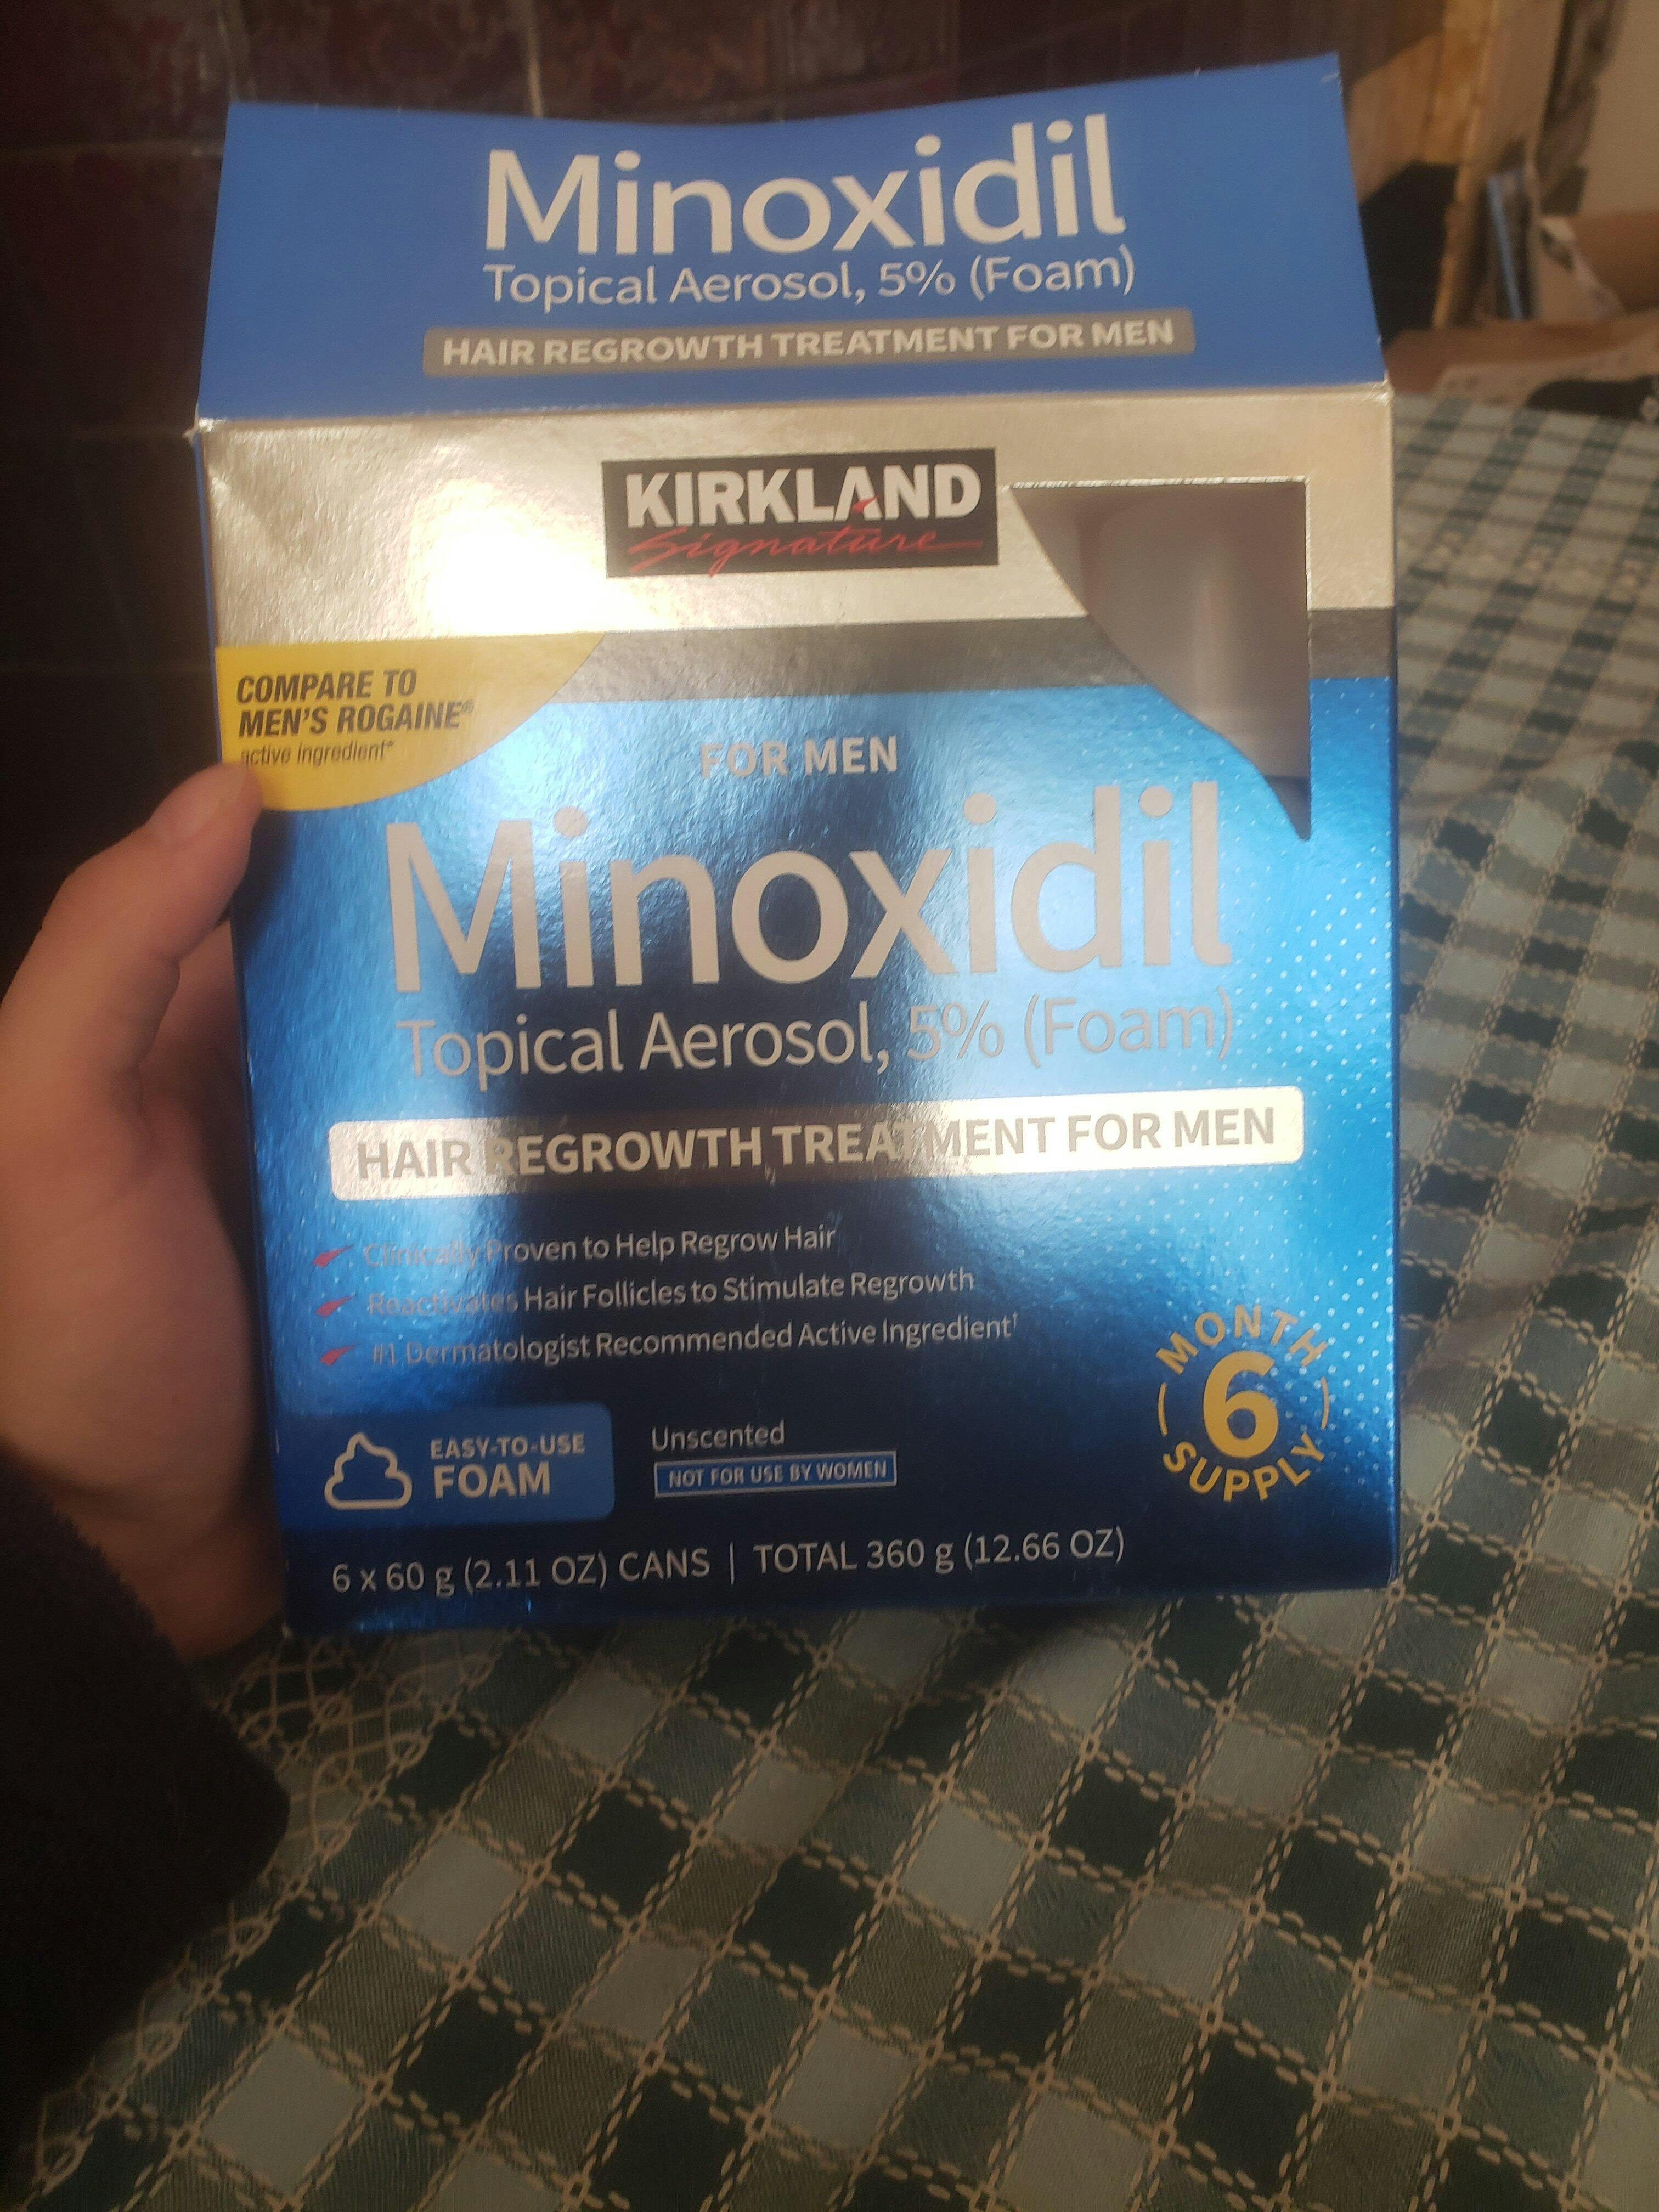 Minoxidil
Topical Aerosol, 5% (Foam)
HAIR REGROWTH TREATMENT FOR MEN
KIRKLAND
Signature
COMPARE TO
MEN'S ROGAINE®
active ingredient*
FOR MEN
Minoxidil
Topical Aerosol, 5% (Foam)
HAIR REGROWTH TREATMENT FOR MEN
Clinically Proven to Help Regrow Hair
Reactivates Hair Follicles to Stimulate Regrowth
#1 Dermatologist Recommended Active Ingredient†
EASY-TO-USE
FOAM
Unscented
NOT FOR USE BY WOMEN
MONTH
6
SUPPLY
6 x 60 g (2.11 OZ) CANS | TOTAL 360 g (12.66 OZ)